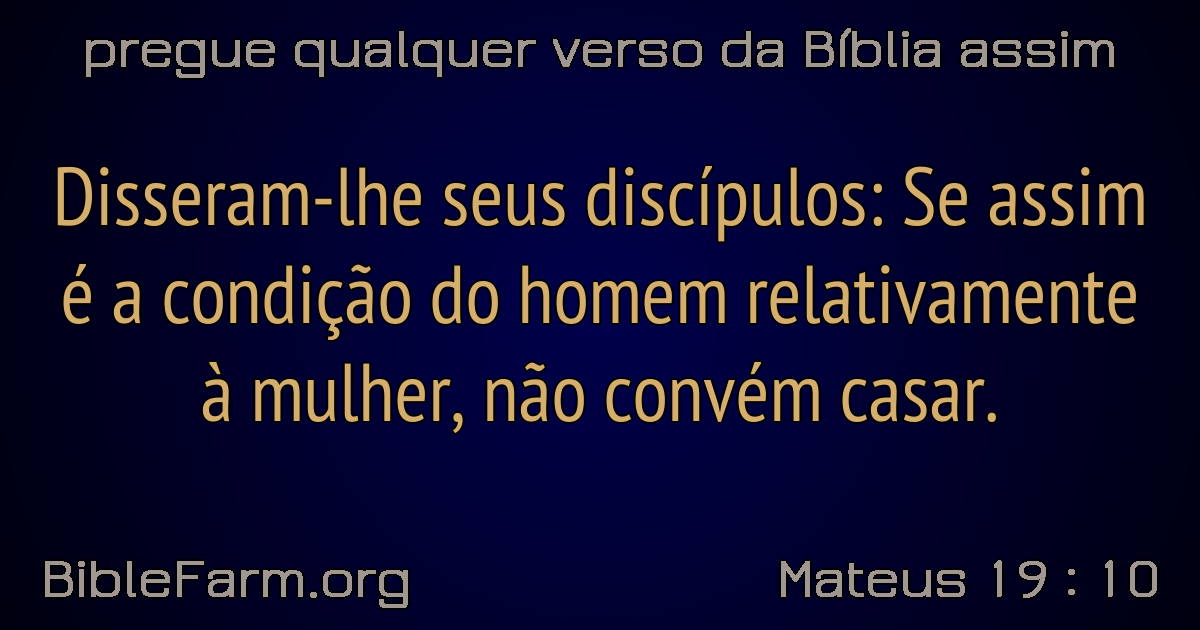 pregue qualquer verso da Bíblia assim
Disseram-lhe seus discípulos: Se assim
é a condição do homem relativamente
à mulher, não convém casar.
BibleFarm.org
Mateus 19 : 10